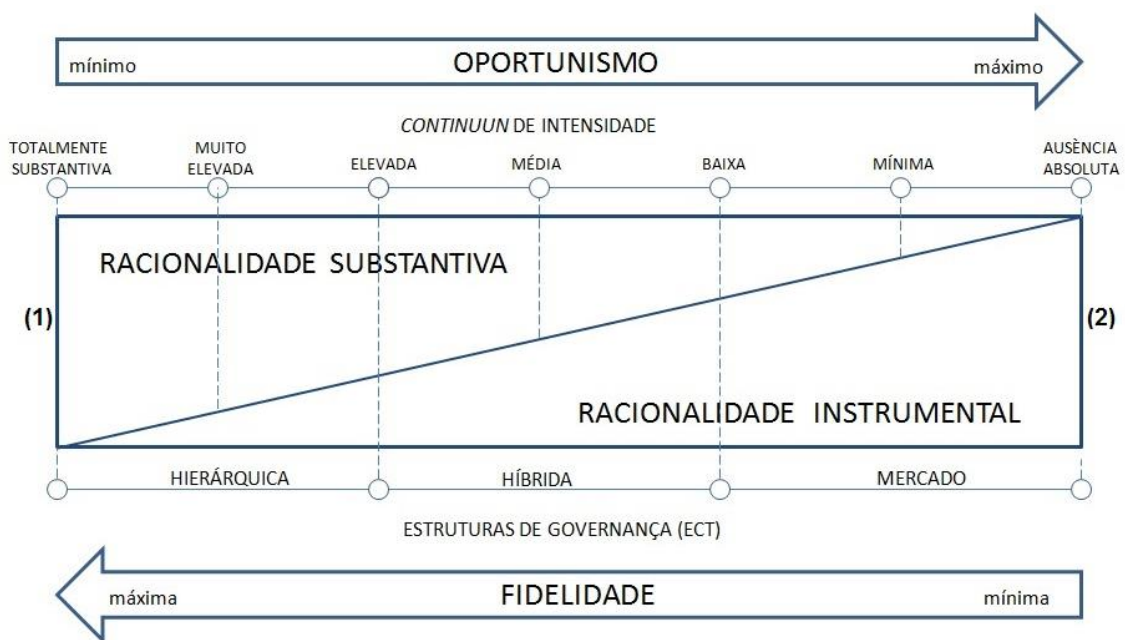 OPORTUNISMO
mínimo
máximo
CONTINUUN DE INTENSIDADE
TOTALMENTE
SUBSTANTIVA
MUITO
ELEVADA
ELEVADA
MÉDIA
BAIXA
MÍNIMA
AUSÈNCIA
ABSOLUTA
RACIONALIDADE SUBSTANTIVA
(1)
(2)
RACIONALIDADE INSTRUMENTAL
HIERÁRQUICA
HÍBRIDA
MERCADO
ESTRUTURAS DE GOVERNANÇA (ECT)
FIDELIDADE
máxima
mínima